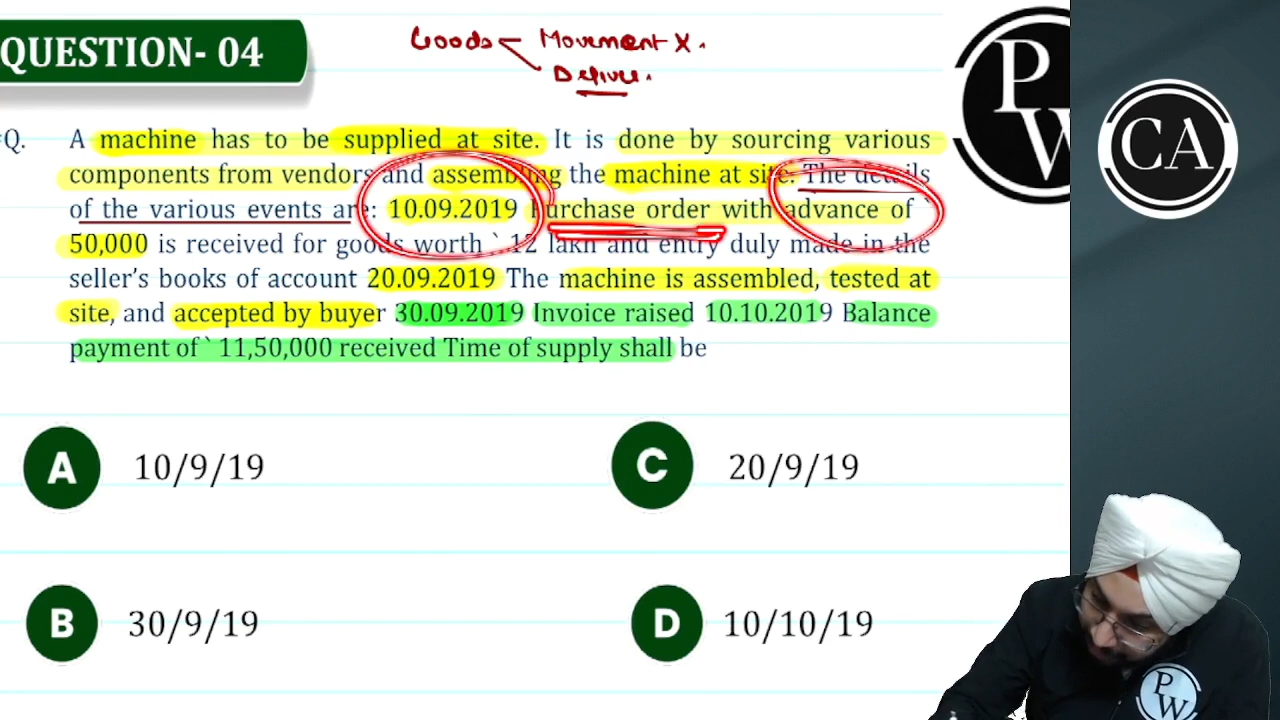 QUESTION- 04
Goods
Movement X.
P
W
CA
Q. A machine has to be supplied at site. It is done by sourcing various
components from vendors and assembling the machine at site. The details
of the various events are: 10.09.2019 Purchase order with advance of `
50,000 is received for goods worth ` 12 lakh and entry duly made in the
seller's books of account 20.09.2019 The machine is assembled, tested at
site, and accepted by buyer 30.09.2019 Invoice raised 10.10.2019 Balance
payment of ` 11,50,000 received Time of supply shall be
A 10/9/19
C 20/9/19
B 30/9/19
D 10/10/19
P
W